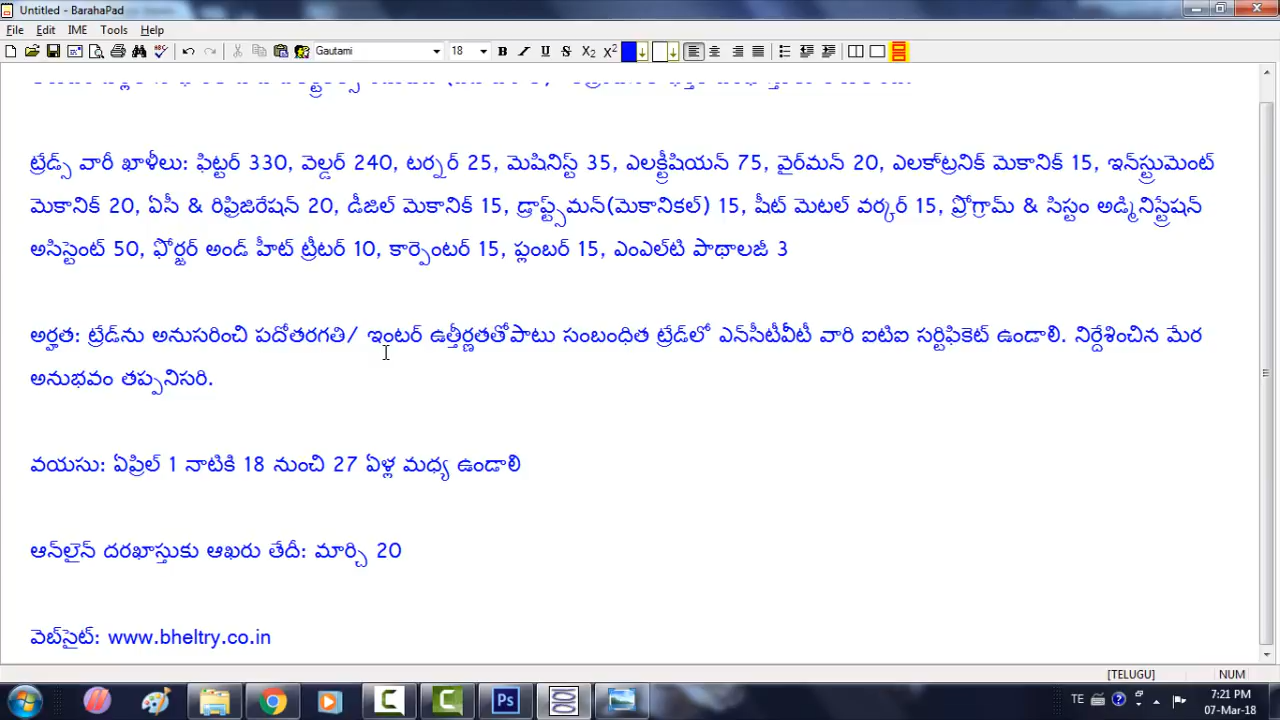 Untitled - BarahaPad
File Edit IME Tools Help
Gautami 18
ట్రేడ్స్ వారీ ఖాళీలు: ఫిట్టర్ 330, వెల్డర్ 240, టర్నర్ 25, మెషినిస్ట్ 35, ఎలక్ట్రీషియన్ 75, వైర్‌మన్ 20, ఎలక్ట్రానిక్ మెకానిక్ 15, ఇన్‌స్ట్రుమెంట్
మెకానిక్ 20, ఏసీ & రిఫ్రిజిరేషన్ 20, డీజిల్ మెకానిక్ 15, డ్రాఫ్ట్స్‌మన్(మెకానికల్) 15, షీట్ మెటల్ వర్కర్ 15, ప్రోగ్రామ్ & సిస్టం అడ్మినిస్ట్రేషన్
అసిస్టెంట్ 50, ఫోర్జర్ అండ్ హీట్ ట్రీటర్ 10, కార్పెంటర్ 15, ప్లంబర్ 15, ఎంఎల్‌టి పాథాలజీ 3
అర్హత: ట్రేడ్‌ను అనుసరించి పదోతరగతి/ ఇంటర్ ఉత్తీర్ణతతోపాటు సంబంధిత ట్రేడ్‌లో ఎన్‌సీటీవీటీ వారి ఐటిఐ సర్టిఫికెట్ ఉండాలి. నిర్దేశించిన మేర
అనుభవం తప్పనిసరి.
వయసు: ఏప్రిల్ 1 నాటికి 18 నుంచి 27 ఏళ్ల మధ్య ఉండాలి
ఆన్‌లైన్ దరఖాస్తుకు ఆఖరు తేదీ: మార్చి 20
వెబ్‌సైట్: www.bheltry.co.in
[TELUGU] NUM
TE 7:21 PM
07-Mar-18